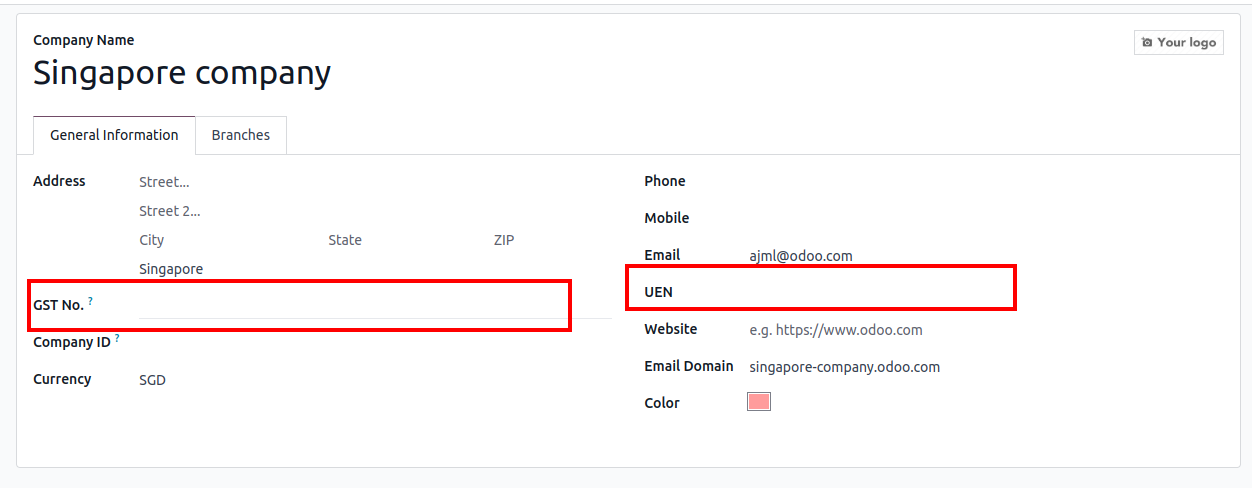 Company Name
Your logo
Singapore company
General Information
Branches
Address
Street...
Street 2...
City State ZIP
Singapore
GST No. ?
Company ID ?
Currency SGD
Phone
Mobile
Email ajml@odoo.com
UEN
Website e.g. https://www.odoo.com
Email Domain singapore-company.odoo.com
Color